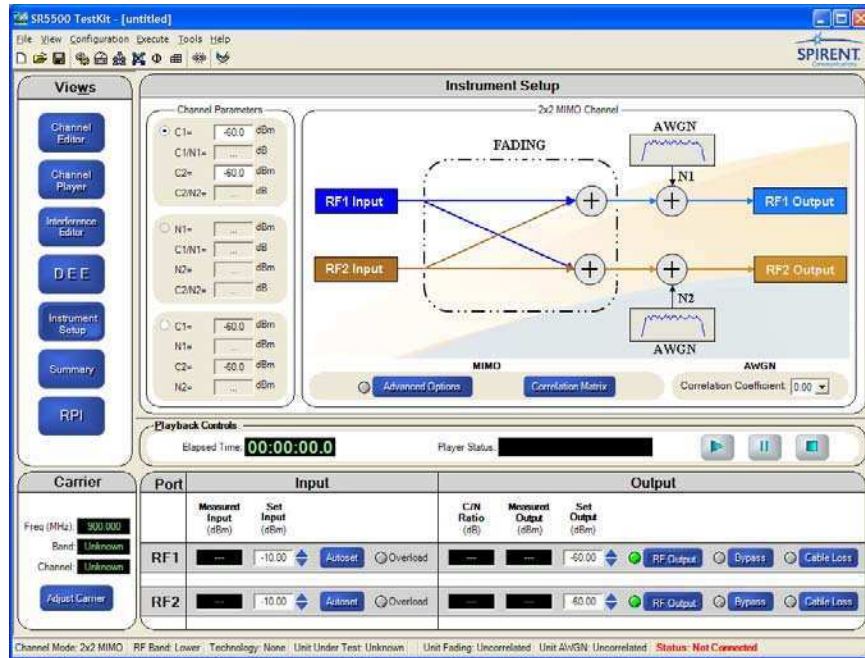 SR5500 TestKit - [untitled]
File View Configuration Execute Tools Help
SPIRENT
Communications
Views
Channel Editor
Channel Player
Interference Editor
D E E
Instrument Setup
Summary
RPI
Instrument Setup
Channel Parameters
C1= -60.0 dBm
C1/N1= ... dB
C2= -60.0 dBm
C2/N2= ... dB
N1= ... dBm
C1/N1= ... dB
N2= ... dBm
C2/N2= ... dB
C1= -60.0 dBm
N1= ... dBm
C2= -60.0 dBm
N2= ... dBm
2x2 MIMO Channel
AWGN
FADING
N1
RF1 Input
RF1 Output
RF2 Input
RF2 Output
N2
AWGN
MIMO
AWGN
Advanced Options
Correlation Matrix
Correlation Coefficient: 0.00
Playback Controls
Elapsed Time: 00:00:00.0
Player Status:
Carrier
Freq (MHz): 900.000
Band: Unknown
Channel: Unknown
Adjust Carrier
Port Input Output
Measured Input (dBm)
Set Input (dBm)
C/N Ratio (dB)
Measured Output (dBm)
Set Output (dBm)
RF1 --- -10.00 Autoset Overload --- --- -60.00 RF Output Bypass Cable Loss
RF2 --- -10.00 Autoset Overload --- --- -60.00 RF Output Bypass Cable Loss
Channel Mode: 2x2 MIMO RF Band: Lower Technology: None Unit Under Test: Unknown Unit Fading: Uncorrelated Unit AWGN: Uncorrelated Status: Not Connected